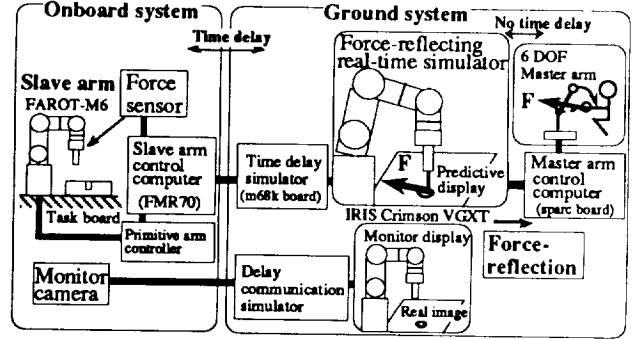 Onboard system
Ground system
Time delay
No time delay
Slave arm
FAROT-M6
Force
sensor
Slave arm
control
computer
(FMR70)
Task board
Primitive arm
controller
Monitor
camera
Time delay
simulator
(m68k board)
Delay
communication
simulator
Force-reflecting
real-time simulator
F
Predictive
display
IRIS Crimson VGXT
Monitor display
Real image
6 DOF
Master arm
F
Master arm
control
computer
(sparc board)
Force-
reflection